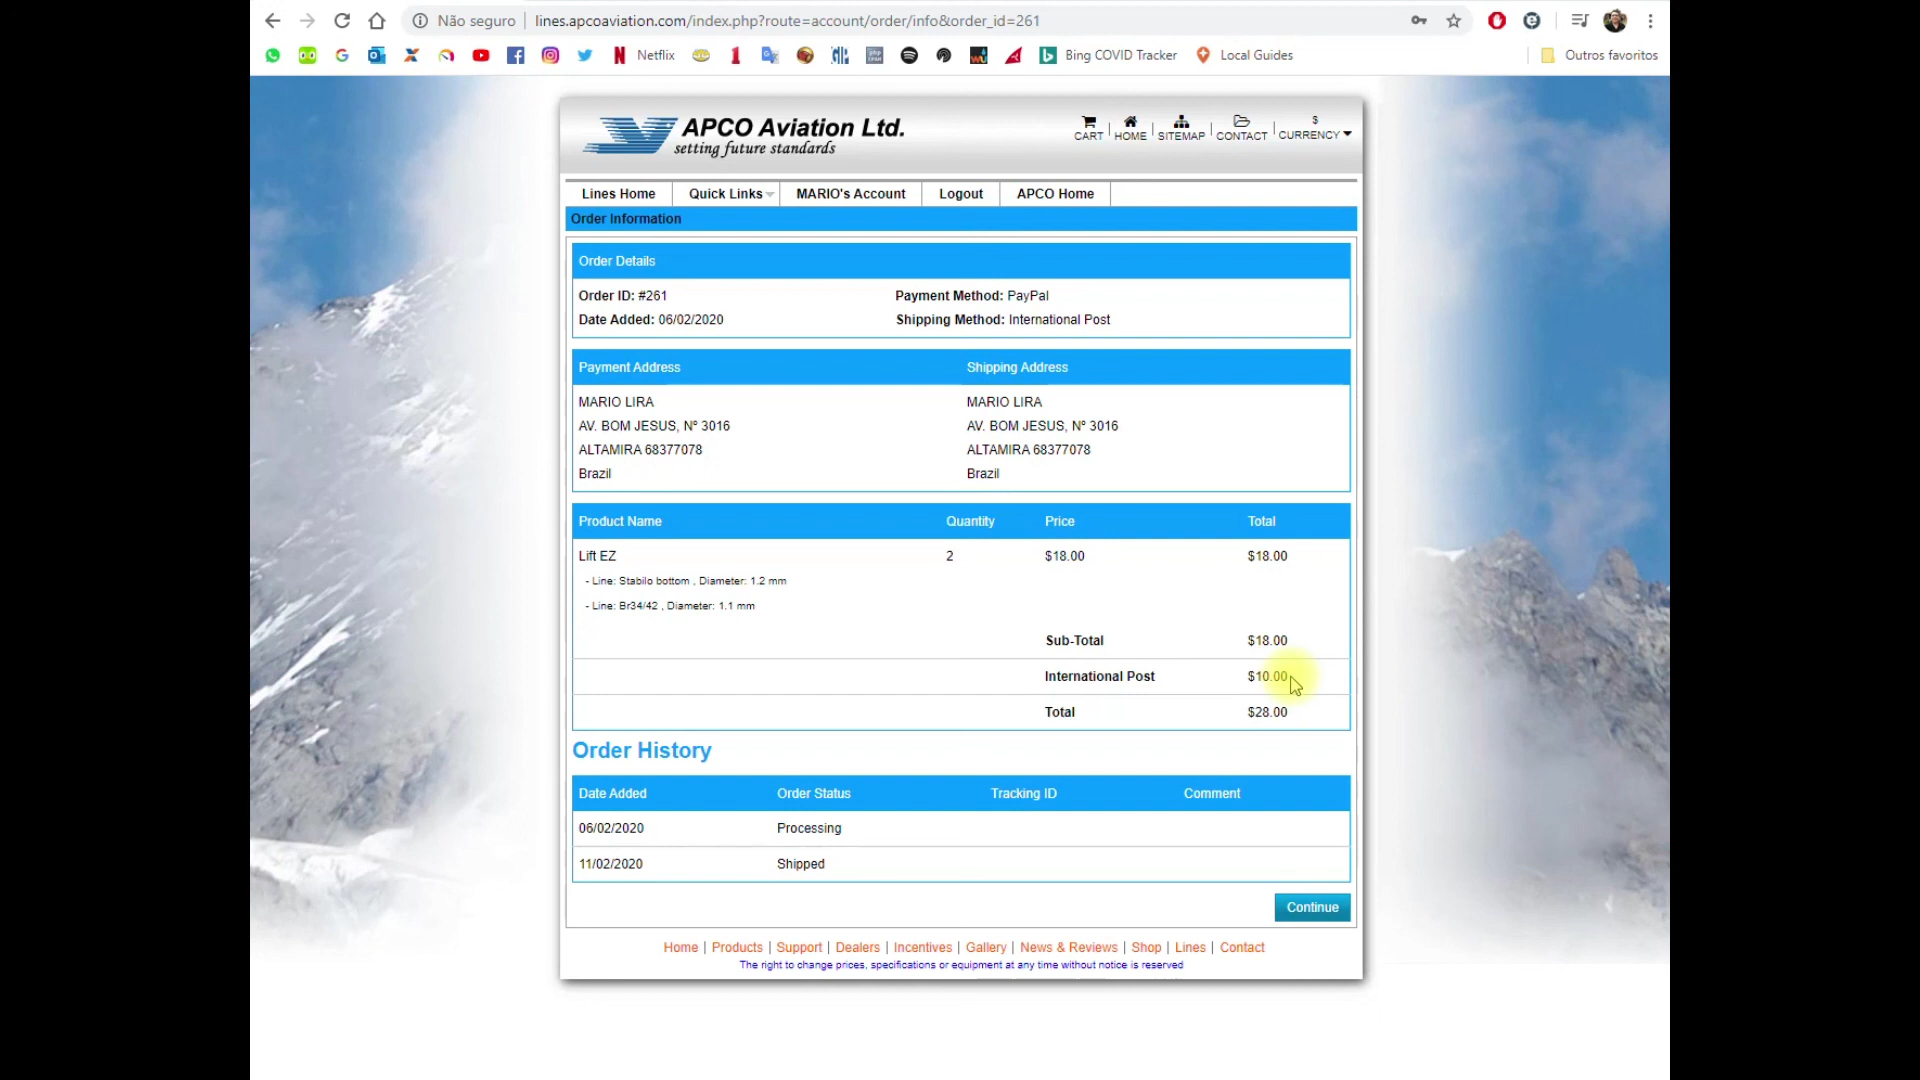 Não seguro
lines.apcoaviation.com/index.php?route=account/order/info&order_id=261
Netflix
Bing COVID Tracker
Local Guides
Outros favoritos
APCO Aviation Ltd.
setting future standards
CART
HOME
SITEMAP
CONTACT
$
CURRENCY
Lines Home
Quick Links
MARIO's Account
Logout
APCO Home
Order Information
Order Details
Order ID: #261
Payment Method: PayPal
Date Added: 06/02/2020
Shipping Method: International Post
Payment Address
Shipping Address
MARIO LIRA
MARIO LIRA
AV. BOM JESUS, Nº 3016
AV. BOM JESUS, Nº 3016
ALTAMIRA 68377078
ALTAMIRA 68377078
Brazil
Brazil
Product Name
Quantity
Price
Total
Lift EZ
2
$18.00
$18.00
- Line: Stabilo bottom , Diameter: 1.2 mm
- Line: Br34/42 , Diameter: 1.1 mm
Sub-Total
$18.00
International Post
$10.00
Total
$28.00
Order History
Date Added
Order Status
Tracking ID
Comment
06/02/2020
Processing
11/02/2020
Shipped
Continue
Home | Products | Support | Dealers | Incentives | Gallery | News & Reviews | Shop | Lines | Contact
The right to change prices, specifications or equipment at any time without notice is reserved